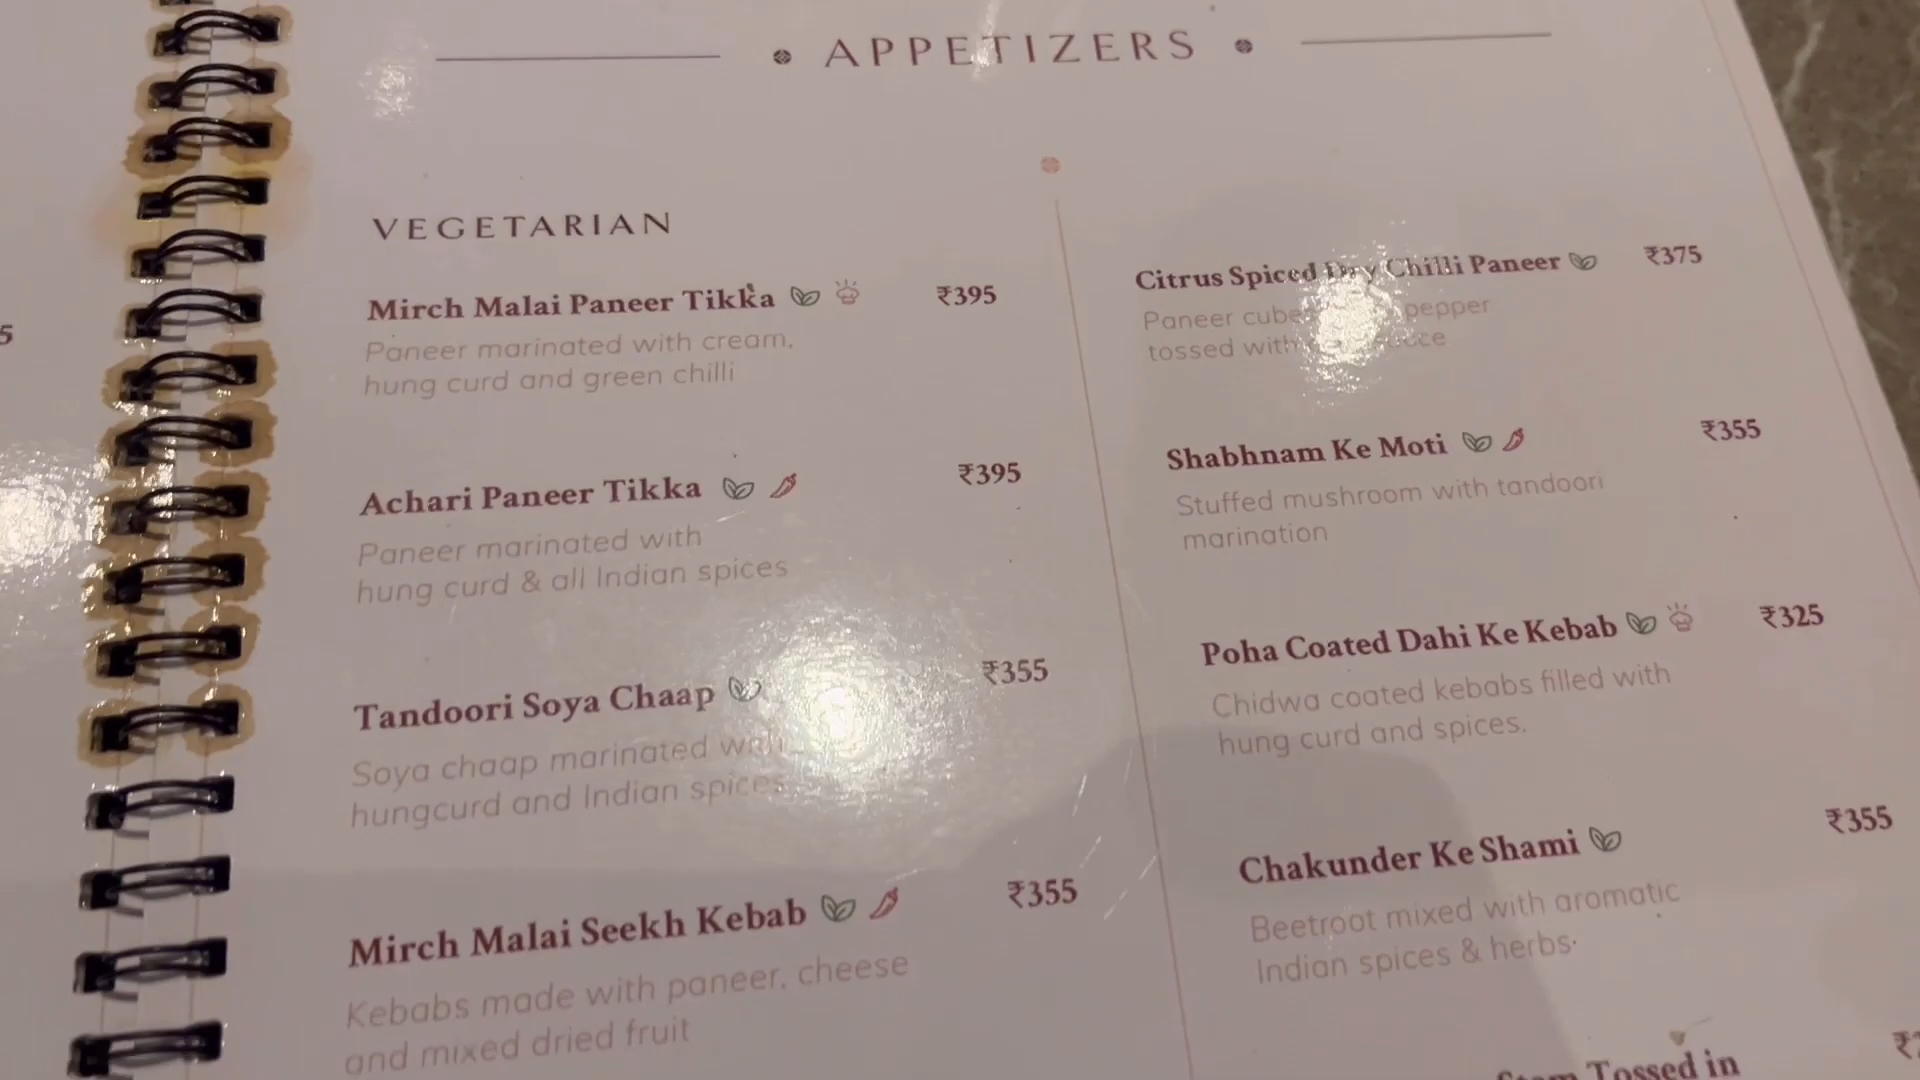 APPETIZERS
VEGETARIAN
Mirch Malai Paneer Tikka ₹395
Paneer marinated with cream,
hung curd and green chilli
Achari Paneer Tikka ₹395
Paneer marinated with
hung curd & all Indian spices
Tandoori Soya Chaap ₹355
Soya chaap marinated with
hungcurd and Indian spices
Mirch Malai Seekh Kebab ₹355
Kebabs made with paneer, cheese
and mixed dried fruit
Citrus Spiced Dry Chilli Paneer ₹375
Paneer pepper
tossed with
Shabhnam Ke Moti ₹355
Stuffed mushroom with tandoori
marination
Poha Coated Dahi Ke Kebab ₹325
Chidwa coated kebabs filled with
hung curd and spices.
Chakunder Ke Shami ₹355
Beetroot mixed with aromatic
Indian spices & herbs.
Tossed in
5